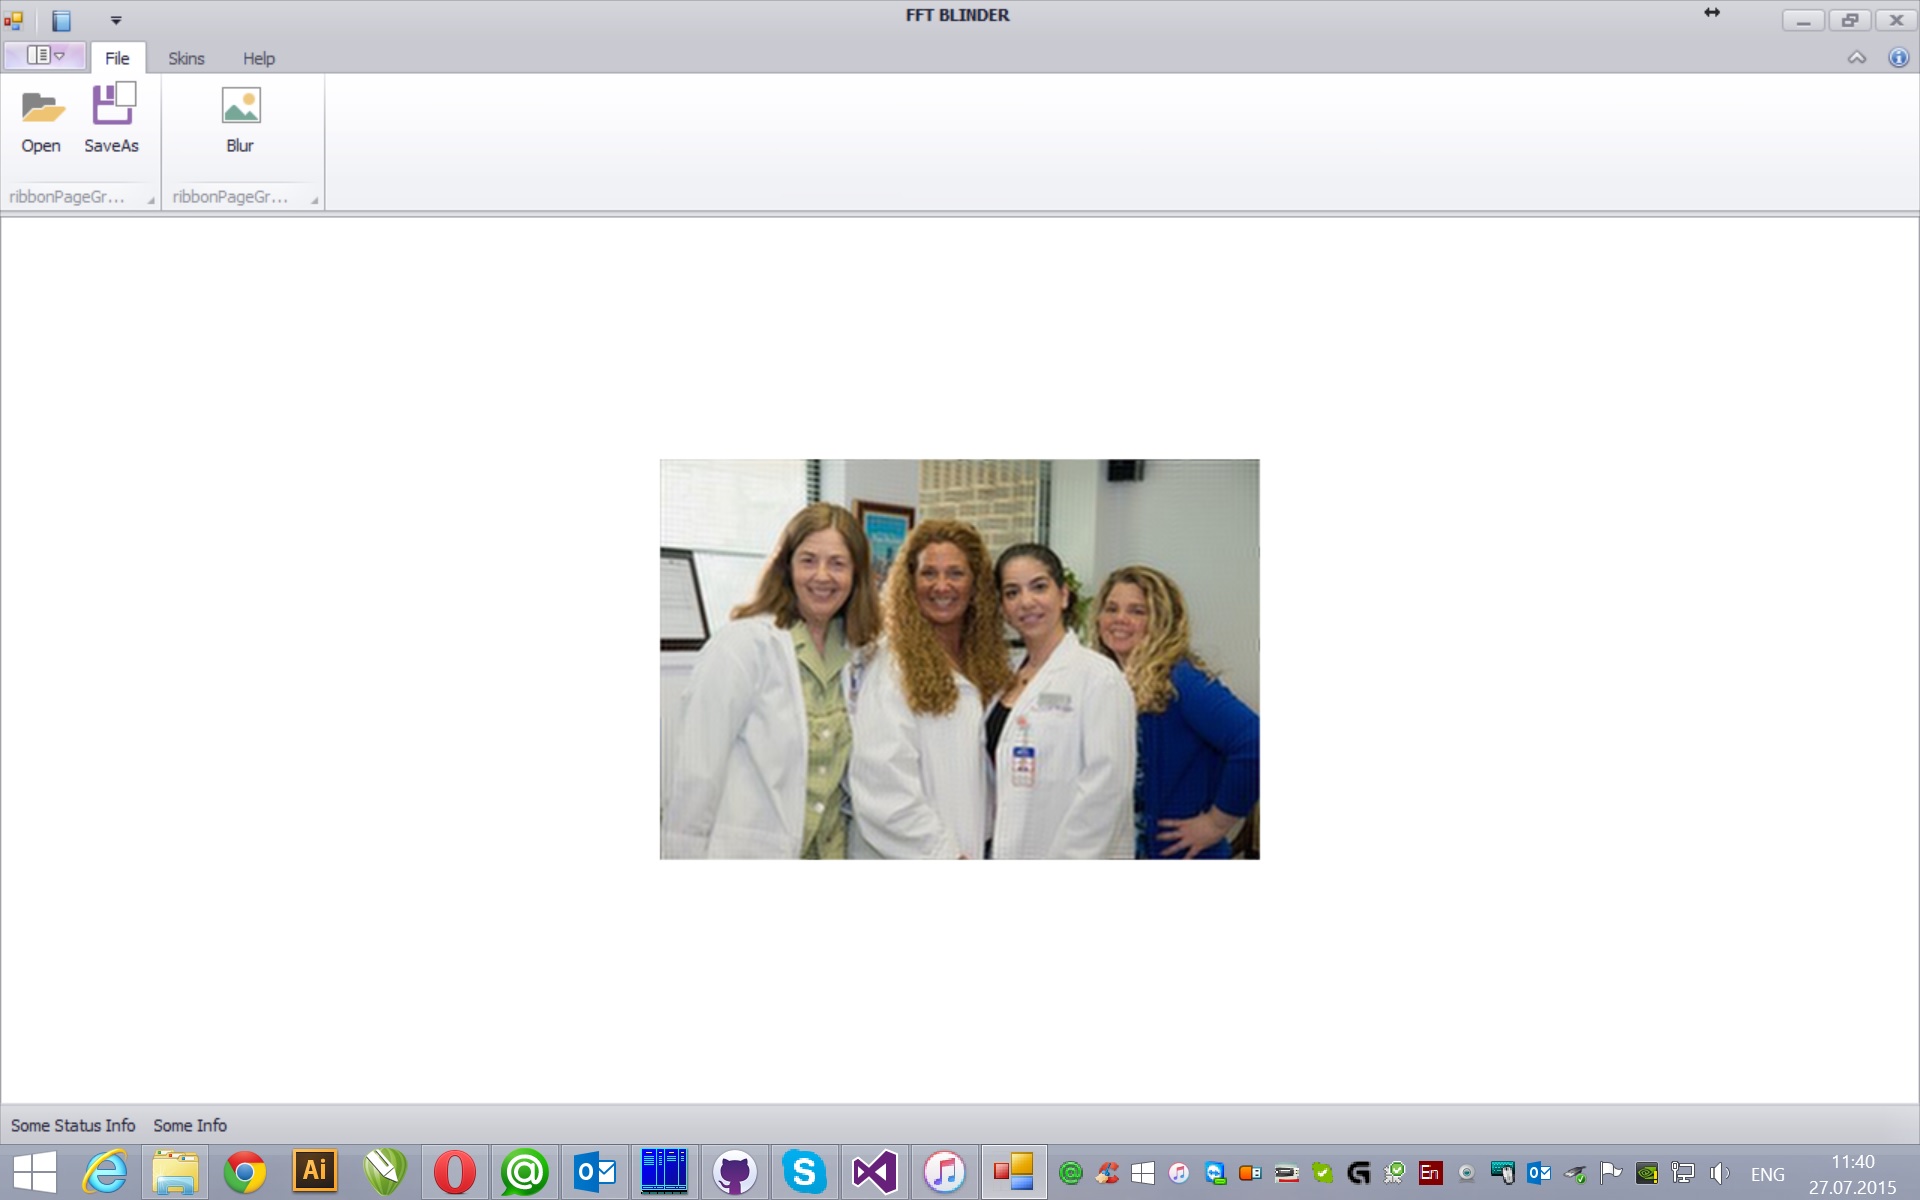 FFT BLINDER
File Skins Help
Open SaveAs Blur
ribbonPageGr... ribbonPageGr...
Some Status Info Some Info
Ai
En
ENG
11:40
27.07.2015